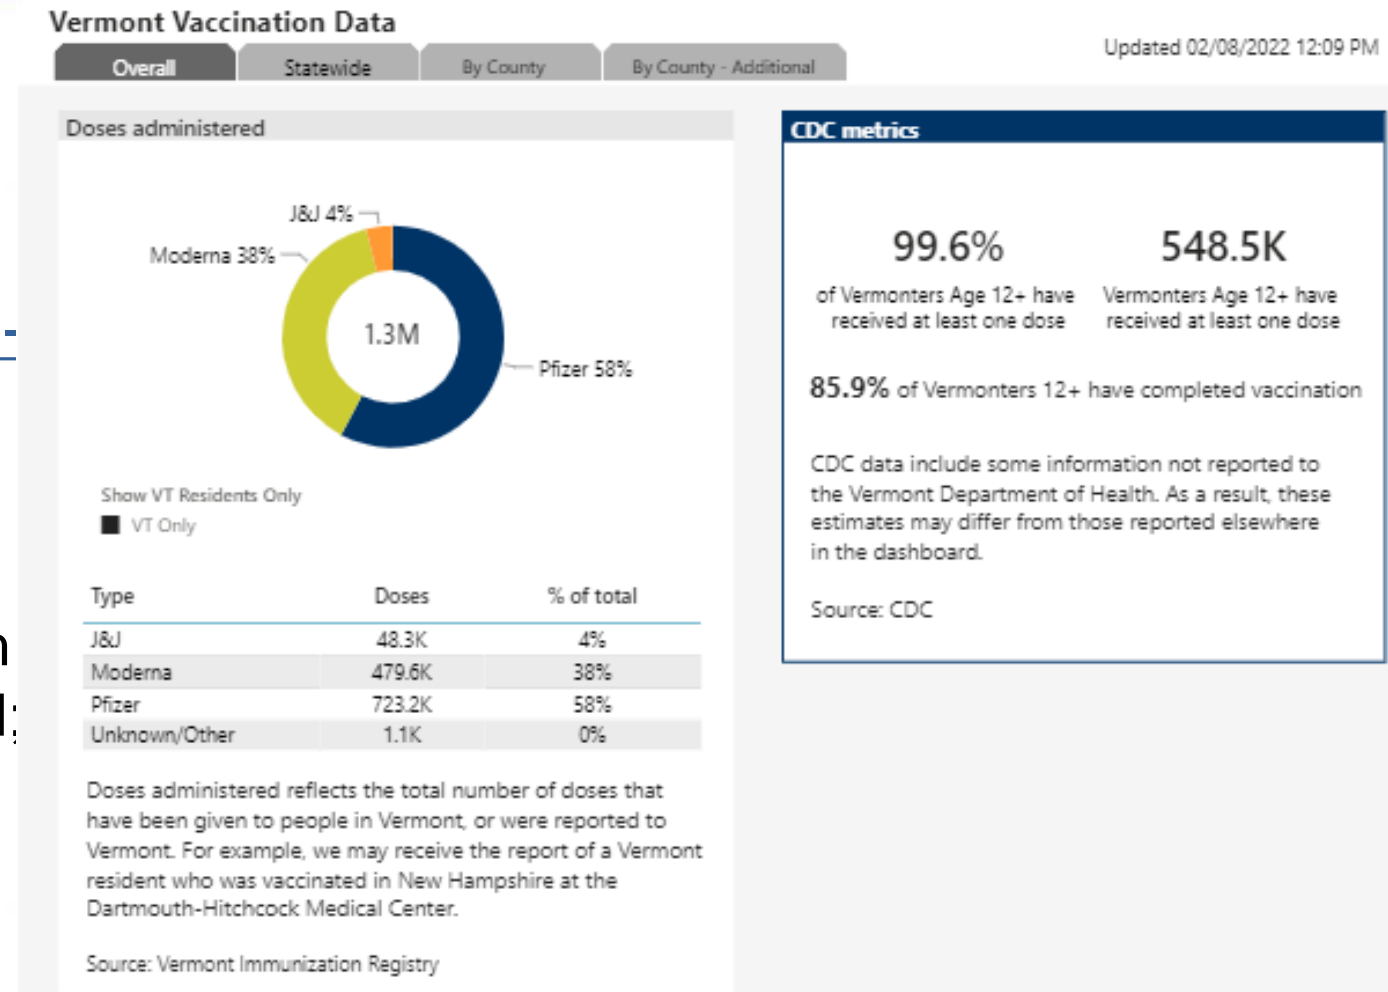 Vermont Vaccination Data
Updated 02/08/2022 12:09 PM
Overall Statewide By County By County - Additional
Doses administered
J&J 4%
Moderna 38%
1.3M
Pfizer 58%
Show VT Residents Only
VT Only
Type Doses % of total
J&J 48.3K 4%
Moderna 479.6K 38%
Pfizer 723.2K 58%
Unknown/Other 1.1K 0%
Doses administered reflects the total number of doses that
have been given to people in Vermont, or were reported to
Vermont. For example, we may receive the report of a Vermont
resident who was vaccinated in New Hampshire at the
Dartmouth-Hitchcock Medical Center.
Source: Vermont Immunization Registry
CDC metrics
99.6% 548.5K
of Vermonters Age 12+ have Vermonters Age 12+ have
received at least one dose received at least one dose
85.9% of Vermonters 12+ have completed vaccination
CDC data include some information not reported to
the Vermont Department of Health. As a result, these
estimates may differ from those reported elsewhere
in the dashboard.
Source: CDC